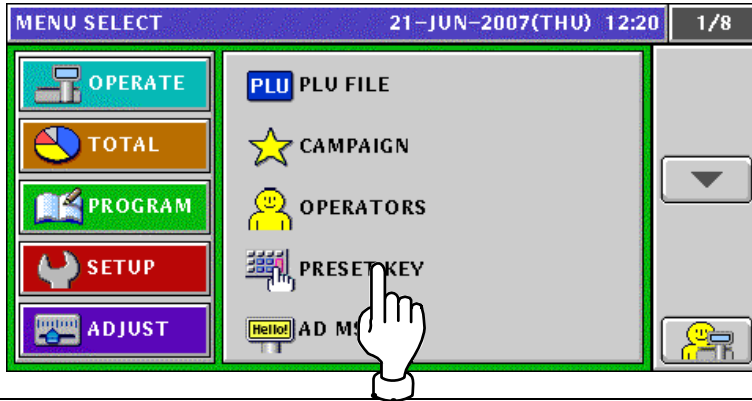 MENU SELECT 21-JUN-2007(THU) 12:20 1/8
OPERATE
TOTAL
PROGRAM
SETUP
ADJUST
PLU PLU FILE
CAMPAIGN
OPERATORS
PRESET KEY
Hello! AD